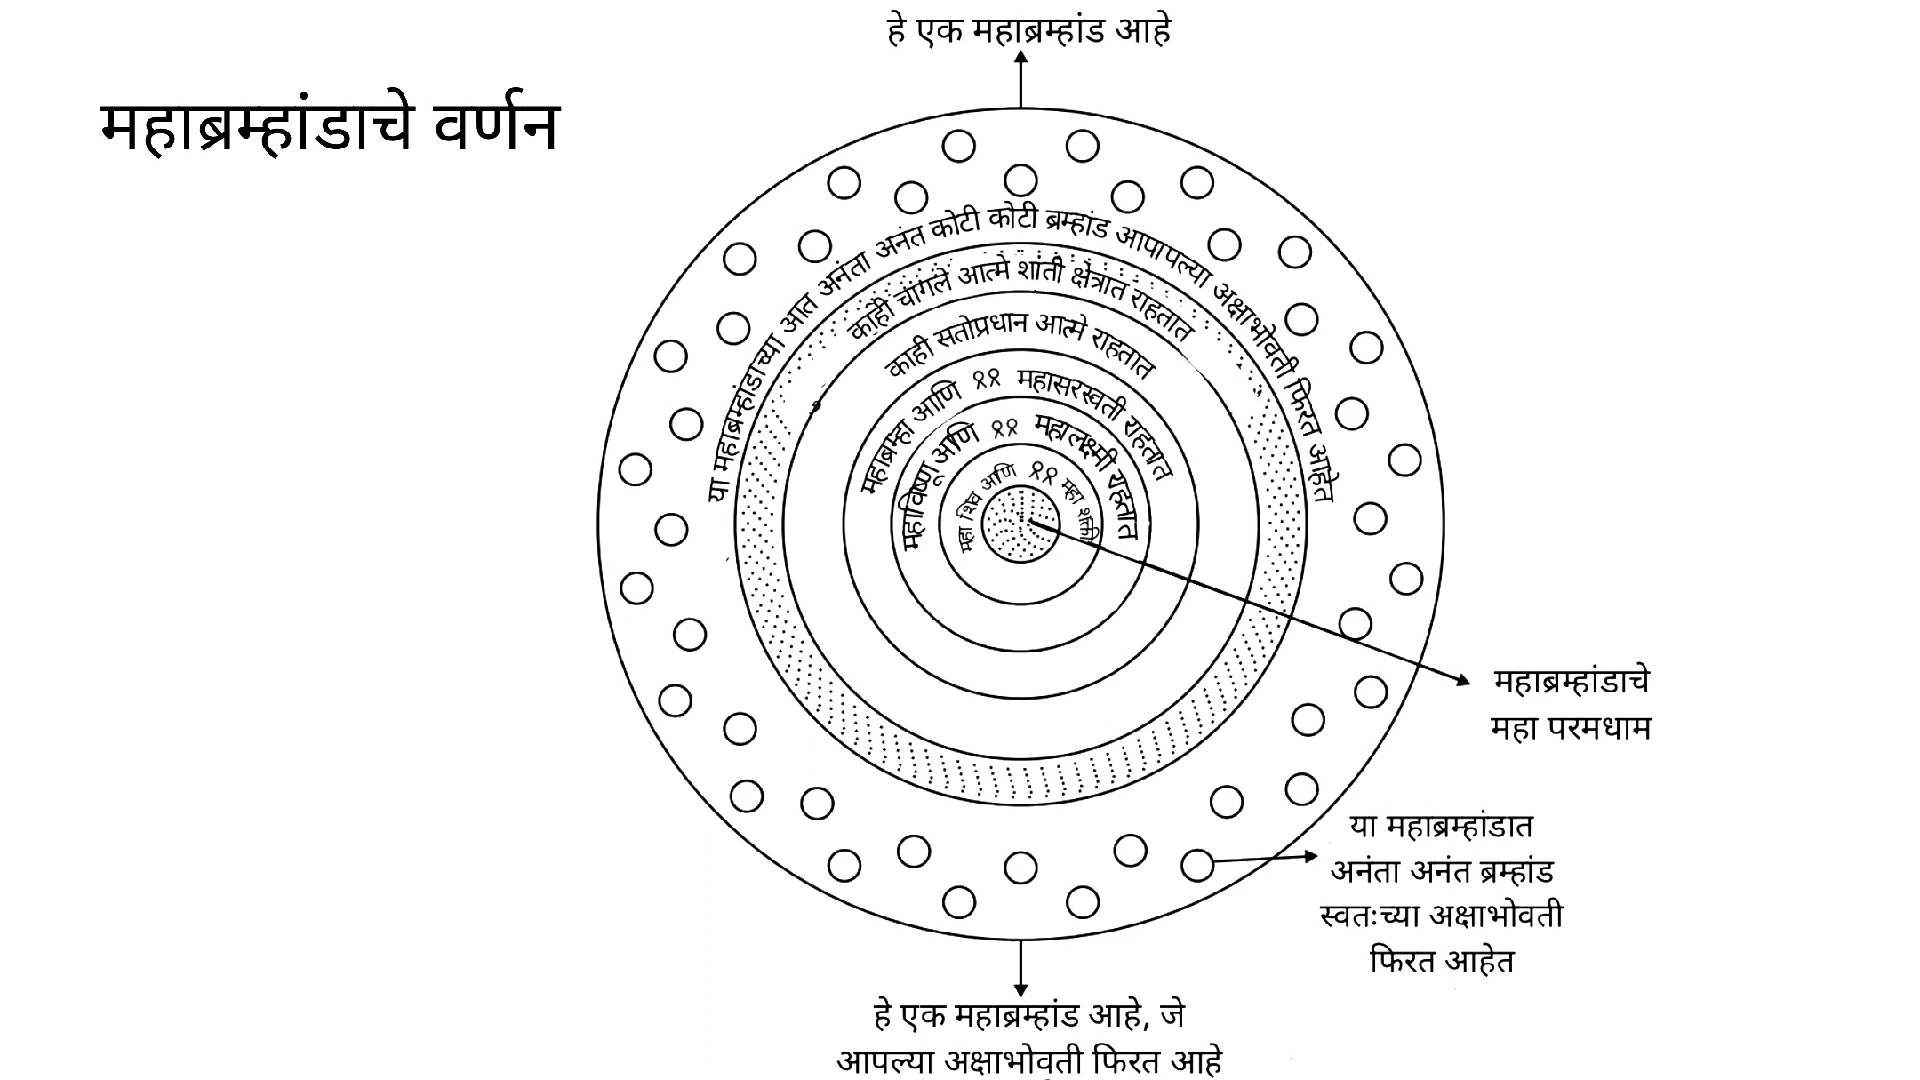 हे एक महाब्रम्हांड आहे
महाब्रम्हांडाचे वर्णन
या महाब्रम्हांडाच्या आत अनंता अनंत कोटी कोटी ब्रम्हांड आपापल्या अक्षाभोवती फिरत आहेत
काही चांगले आत्मे शांती क्षेत्रात राहतात
काही सतोप्रधान आत्मे राहतात
महाब्रम्हा आणि ११ महासरस्वती राहतात
महाविष्णू आणि ११ महालक्ष्मी राहतात
महा शिव आणि ११ महा शक्ती
महाब्रम्हांडाचे
महा परमधाम
या महाब्रम्हांडात
अनंता अनंत ब्रम्हांड
स्वतःच्या अक्षाभोवती
फिरत आहेत
हे एक महाब्रम्हांड आहे, जे
आपल्या अक्षाभोवती फिरत आहे